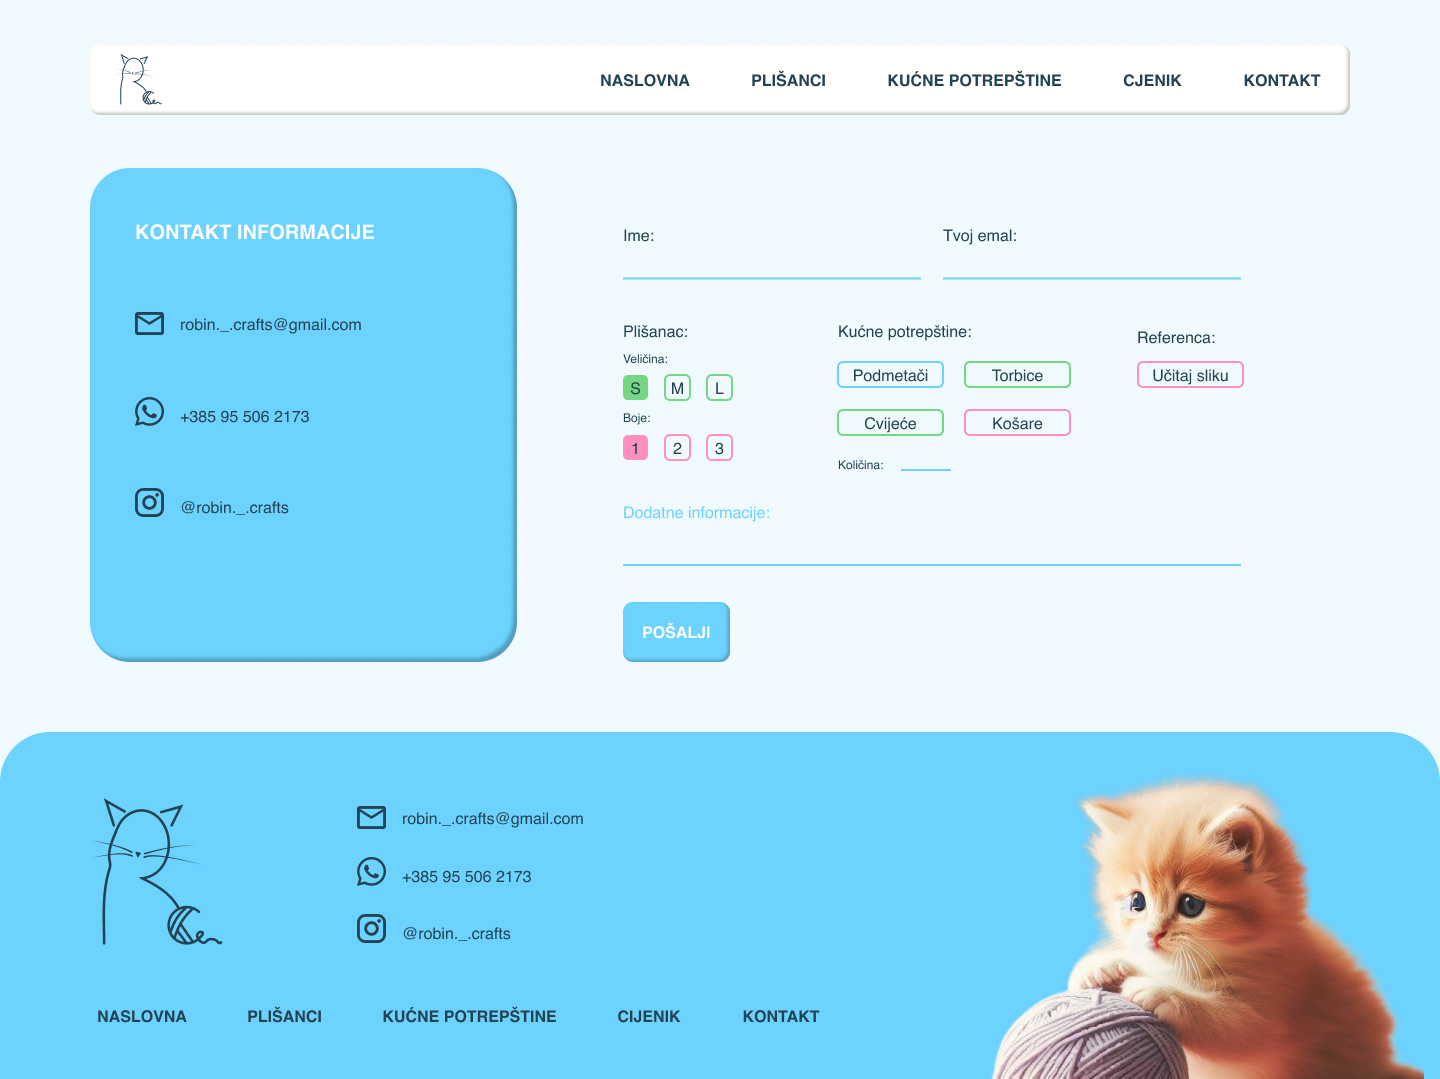 NASLOVNA PLIŠANCI KUĆNE POTREPŠTINE CJENIK KONTAKT
KONTAKT INFORMACIJE
robin._.crafts@gmail.com
+385 95 506 2173
@robin._.crafts
Ime: Tvoj emal:
Plišanac: Kućne potrepštine: Referenca:
Veličina:
S M L Podmetači Torbice Učitaj sliku
Boje:
1 2 3 Cvijeće Košare
Količina:
Dodatne informacije:
POŠALJI
robin._.crafts@gmail.com
+385 95 506 2173
@robin._.crafts
NASLOVNA PLIŠANCI KUĆNE POTREPŠTINE CIJENIK KONTAKT